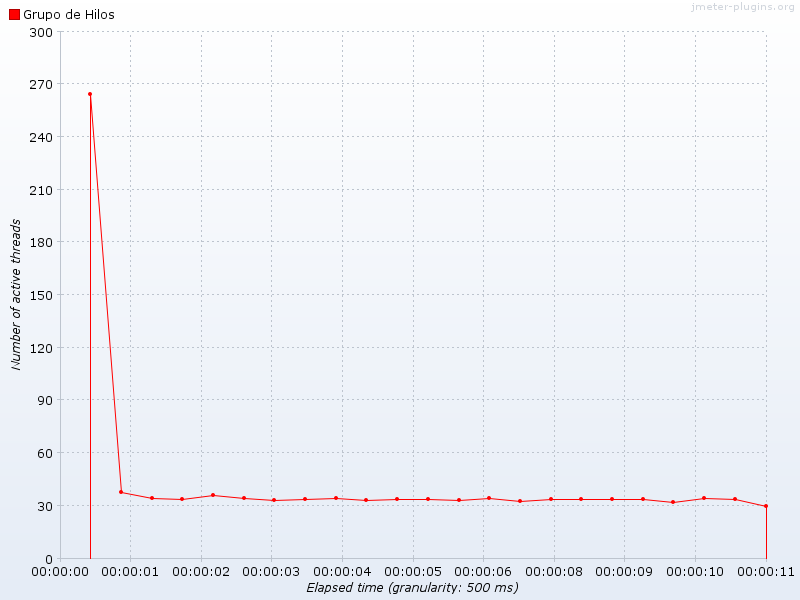 jmeter-plugins.org
Grupo de Hilos
300
270
240
210
180
150
120
90
60
30
0
Number of active threads
00:00:00 00:00:01 00:00:02 00:00:03 00:00:04 00:00:05 00:00:06 00:00:07 00:00:08 00:00:09 00:00:10 00:00:11
Elapsed time (granularity: 500 ms)